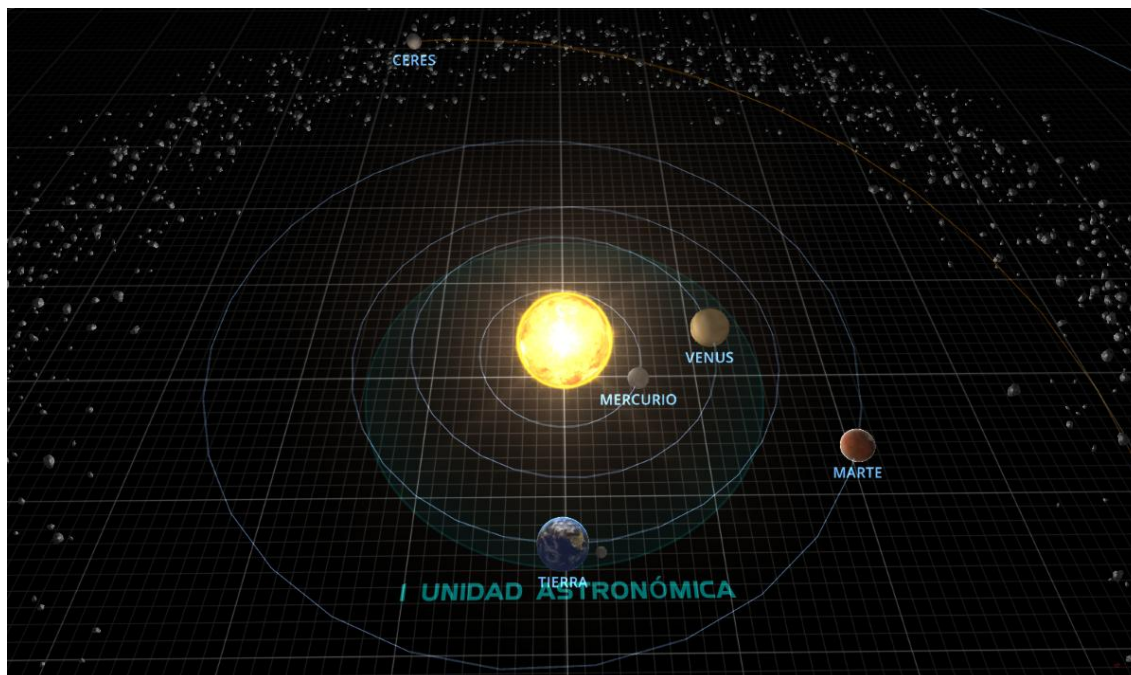 CERES
VENUS
MERCURIO
MARTE
TIERRA
1 UNIDAD ASTRONÓMICA